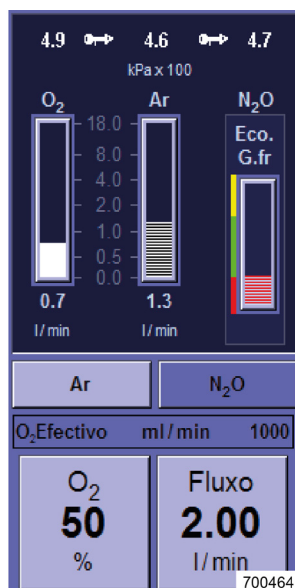 4.9 4.6 4.7
kPa x 100
O₂ Ar N₂O
Eco.
G.fr
18.0
8.0
4.0
2.0
1.0
0.5
0.0
0.7 1.3
l/min l/min
Ar N₂O
O₂Efectivo ml/min 1000
O₂ Fluxo
50 2.00
% l/min
700464